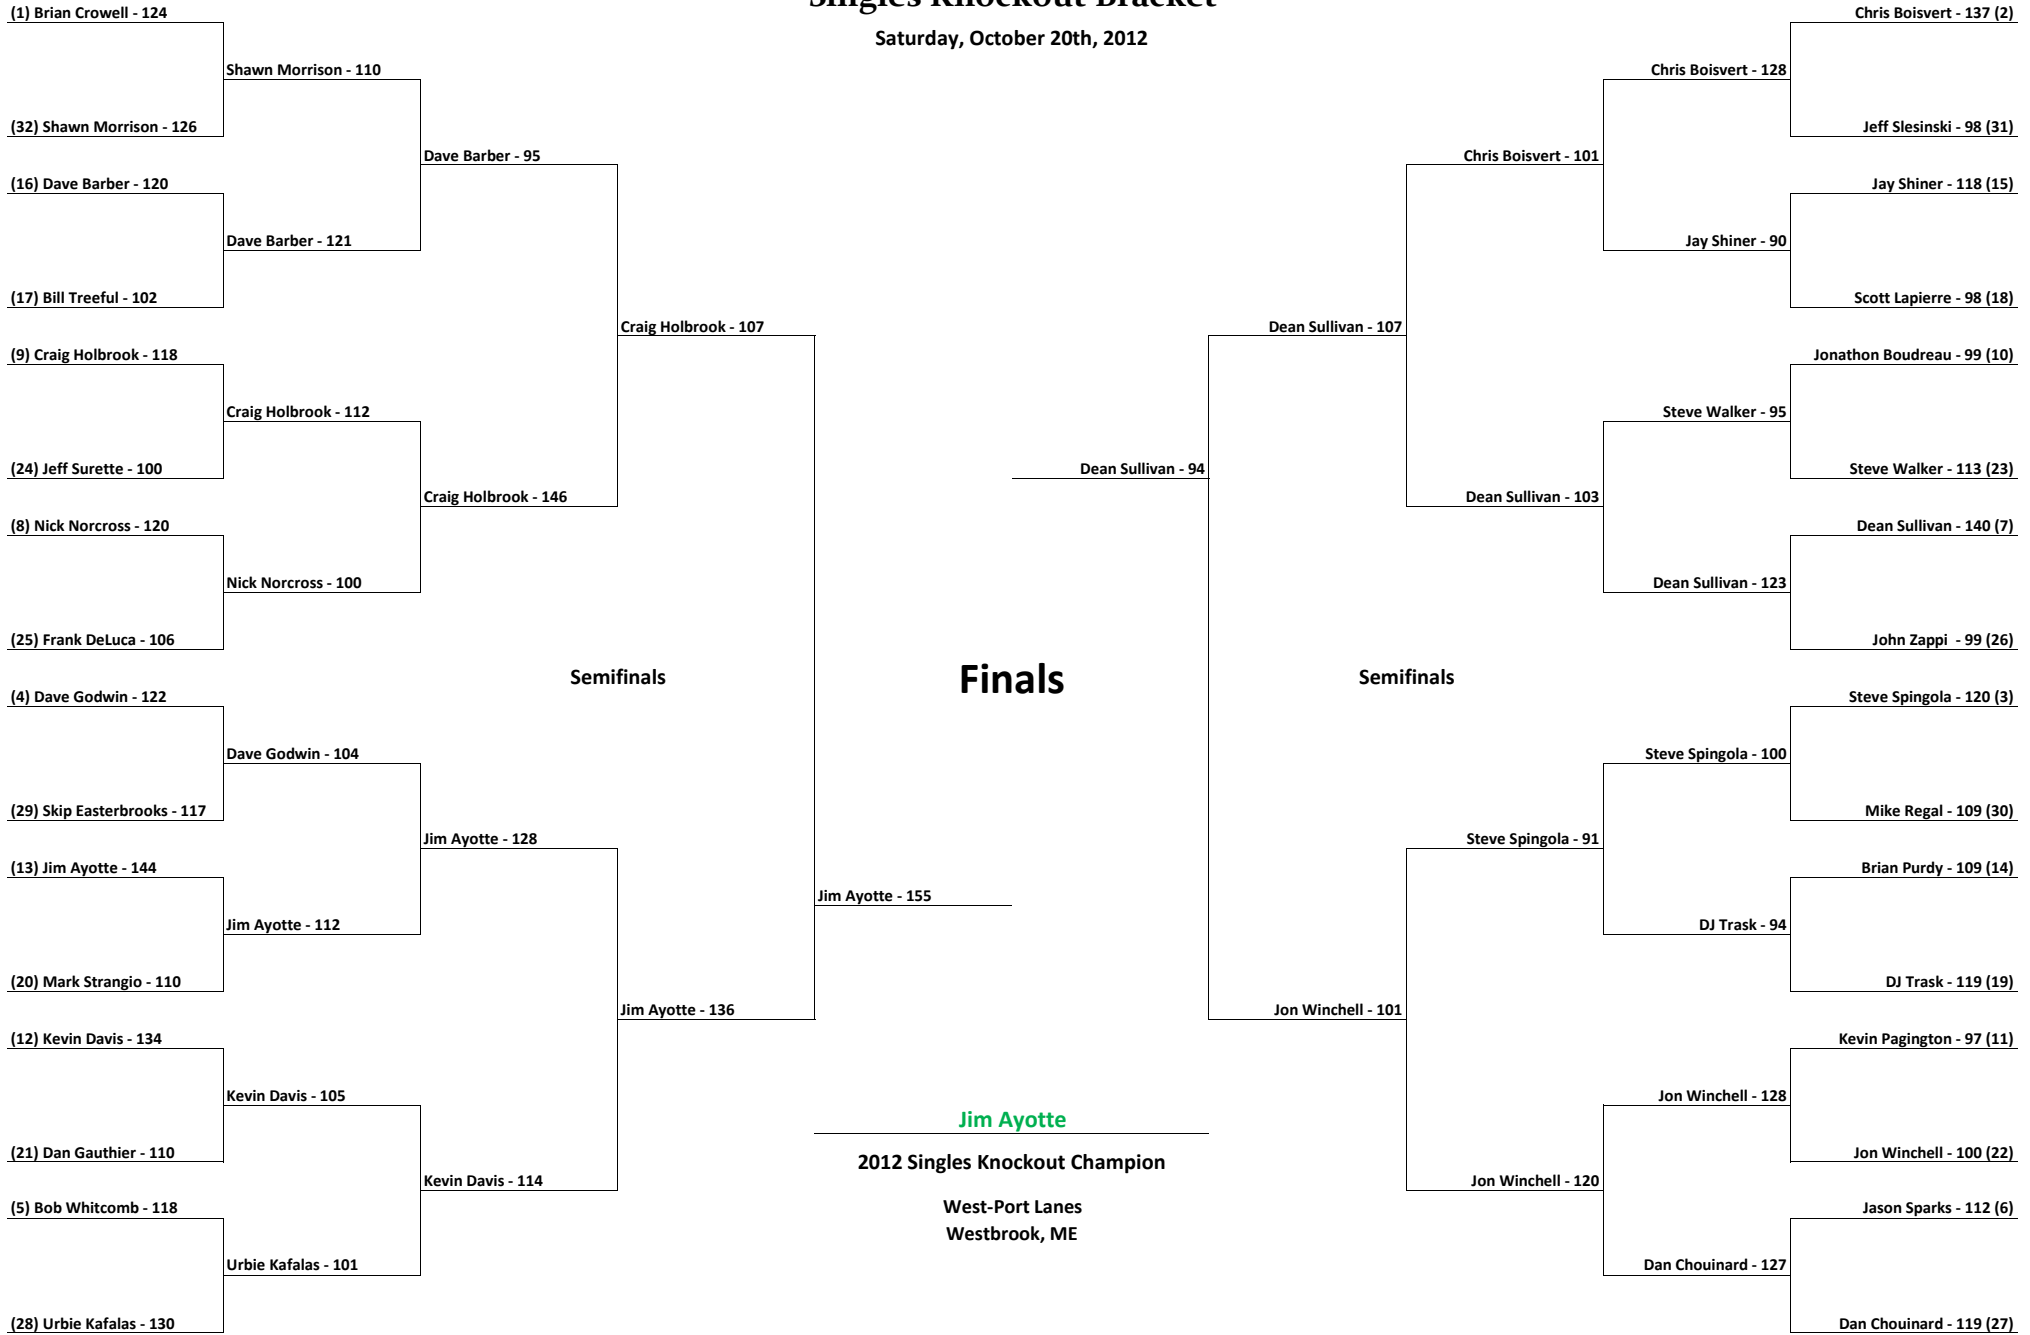 Singles Knockout Bracket
Saturday, October 20th, 2012
(1) Brian Crowell - 124
Shawn Morrison - 110
(32) Shawn Morrison - 126
Dave Barber - 95
(16) Dave Barber - 120
Dave Barber - 121
(17) Bill Treeful - 102
Craig Holbrook - 107
(9) Craig Holbrook - 118
Craig Holbrook - 112
(24) Jeff Surette - 100
Craig Holbrook - 146
(8) Nick Norcross - 120
Nick Norcross - 100
(25) Frank DeLuca - 106
Semifinals
(4) Dave Godwin - 122
Dave Godwin - 104
(29) Skip Easterbrooks - 117
Jim Ayotte - 128
(13) Jim Ayotte - 144
Jim Ayotte - 155
Jim Ayotte - 112
(20) Mark Strangio - 110
Jim Ayotte - 136
(12) Kevin Davis - 134
Kevin Davis - 105
(21) Dan Gauthier - 110
Kevin Davis - 114
(5) Bob Whitcomb - 118
Urbie Kafalas - 101
(28) Urbie Kafalas - 130
Finals
Jim Ayotte
2012 Singles Knockout Champion
West-Port Lanes
Westbrook, ME
Chris Boisvert - 137 (2)
Chris Boisvert - 128
Jeff Slesinski - 98 (31)
Chris Boisvert - 101
Jay Shiner - 118 (15)
Jay Shiner - 90
Scott Lapierre - 98 (18)
Dean Sullivan - 107
Jonathon Boudreau - 99 (10)
Steve Walker - 95
Steve Walker - 113 (23)
Dean Sullivan - 94
Dean Sullivan - 103
Dean Sullivan - 140 (7)
Dean Sullivan - 123
John Zappi - 99 (26)
Semifinals
Steve Spingola - 120 (3)
Steve Spingola - 100
Mike Regal - 109 (30)
Steve Spingola - 91
Brian Purdy - 109 (14)
DJ Trask - 94
DJ Trask - 119 (19)
Jon Winchell - 101
Kevin Pagington - 97 (11)
Jon Winchell - 128
Jon Winchell - 100 (22)
Jon Winchell - 120
Jason Sparks - 112 (6)
Dan Chouinard - 127
Dan Chouinard - 119 (27)